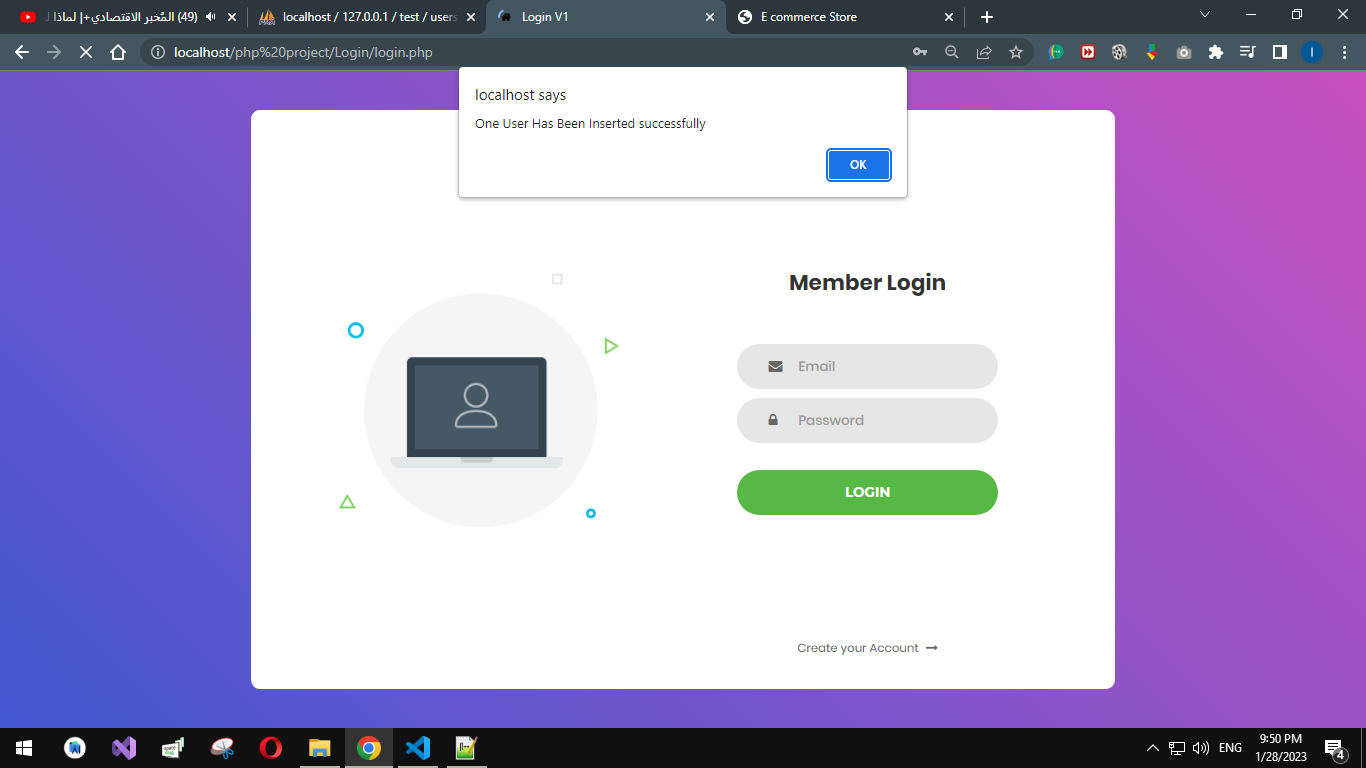 (49) المُخبر الاقتصادي+| لماذا
localhost / 127.0.0.1 / test / users
Login V1
E commerce Store
localhost/php%20project/Login/login.php
I
localhost says
One User Has Been Inserted successfully
OK
Member Login
Email
Password
LOGIN
Create your Account
ENG
9:50 PM
1/28/2023
4